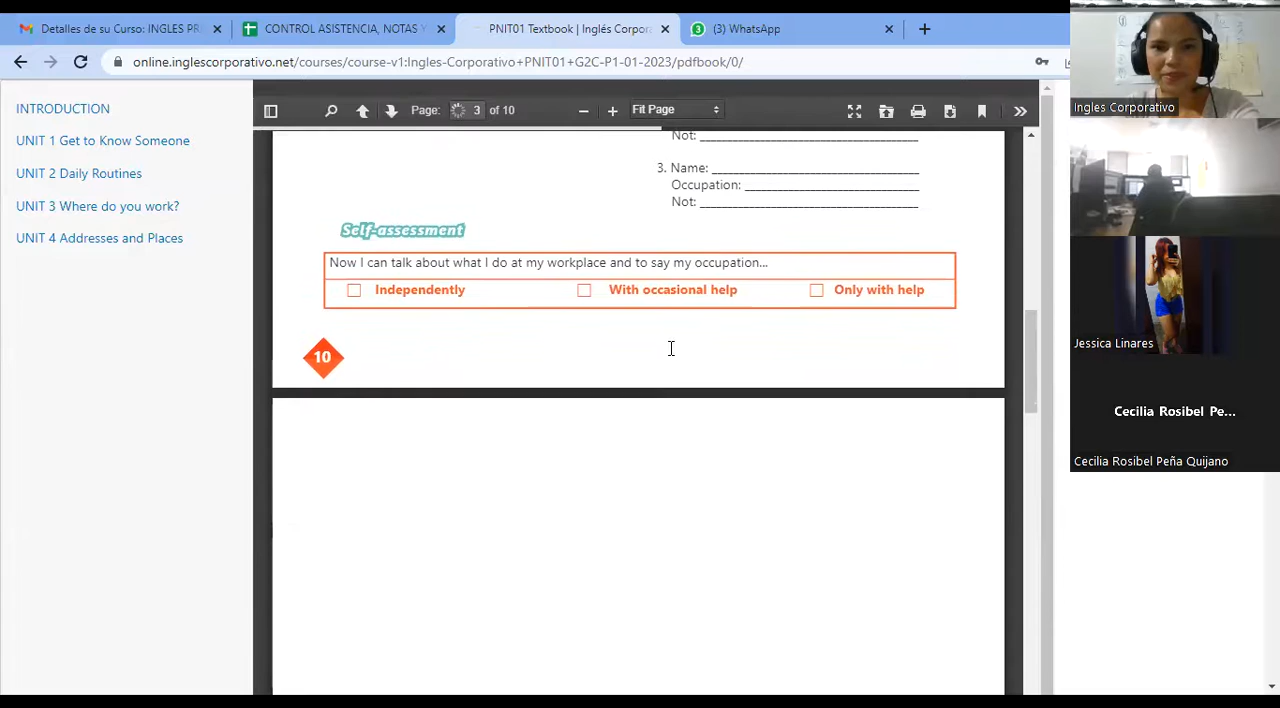 Detalles de su Curso: INGLES PR
CONTROL ASISTENCIA, NOTAS Y
PNIT01 Textbook | Inglés Corpor
(3) WhatsApp
online.inglescorporativo.net/courses/course-v1:Ingles-Corporativo+PNIT01+G2C-P1-01-2023/pdfbook/0/
INTRODUCTION
UNIT 1 Get to Know Someone
UNIT 2 Daily Routines
UNIT 3 Where do you work?
UNIT 4 Addresses and Places
Page: 3 of 10
Fit Page
Not: ___________________________________
3. Name: _________________________________
Occupation: ____________________________
Not: ___________________________________
Self-assessment
Now I can talk about what I do at my workplace and to say my occupation...
Independently
With occasional help
Only with help
10
Ingles Corporativo
Jessica Linares
Cecilia Rosibel Pe...
Cecilia Rosibel Peña Quijano